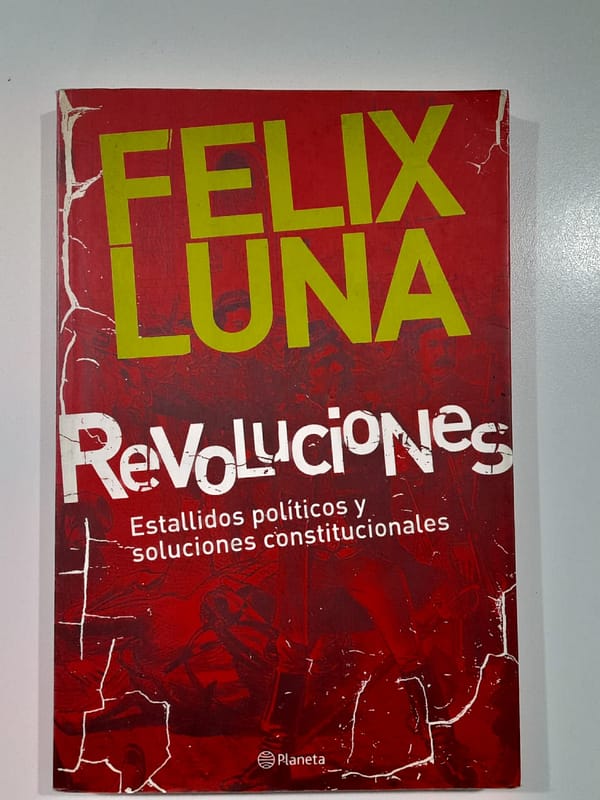 FELIX
LUNA
Revoluciones
Estallidos políticos y
soluciones constitucionales
Planeta